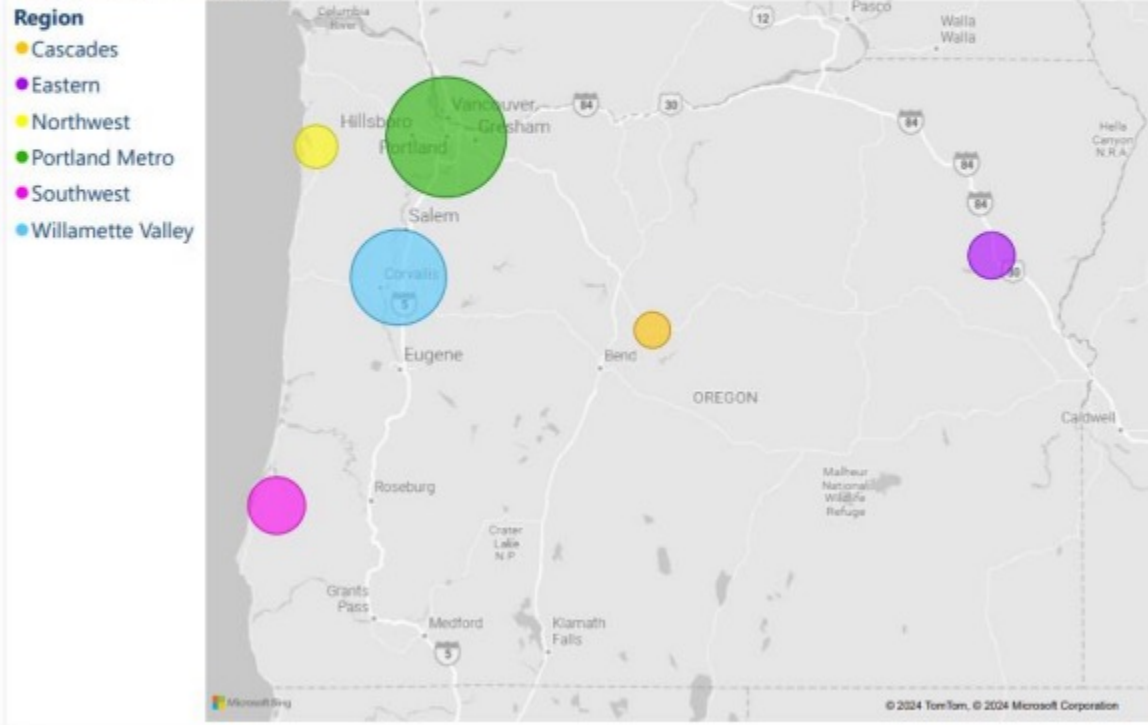 Region
Cascades
Eastern
Northwest
Portland Metro
Southwest
Willamette Valley
Columbia
River
12
Pasco
Walla
Walla
Vancouver
84
30
Hillsboro
Gresham
Portland
84
Hells
Canyon
N.R.A.
84
84
Salem
Corvallis
5
30
Eugene
Bend
OREGON
Caldwell
Roseburg
Malheur
National
Wildlife
Refuge
Crater
Lake
N.P.
Grants
Pass
Medford
Klamath
Falls
5
Microsoft Bing
© 2024 TomTom, © 2024 Microsoft Corporation